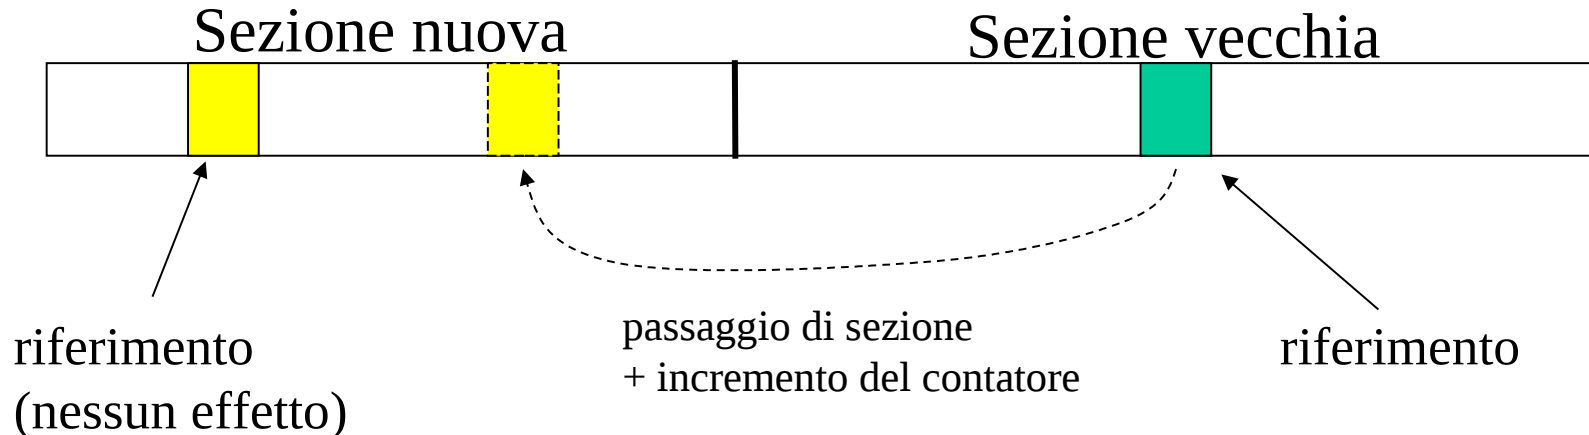 Sezione nuova
Sezione vecchia
riferimento
(nessun effetto)
passaggio di sezione
+ incremento del contatore
riferimento